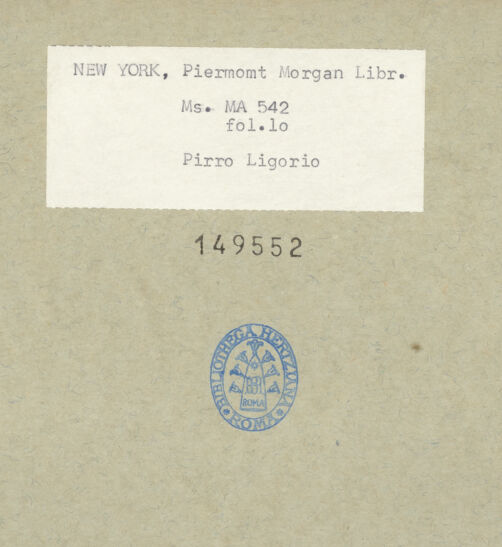 NEW YORK, Piermomt Morgan Libr.
Ms. MA 542
fol.lo
Pirro Ligorio
149552
BIBLIOTHECA HERTZIANA
ROMA
ROMA